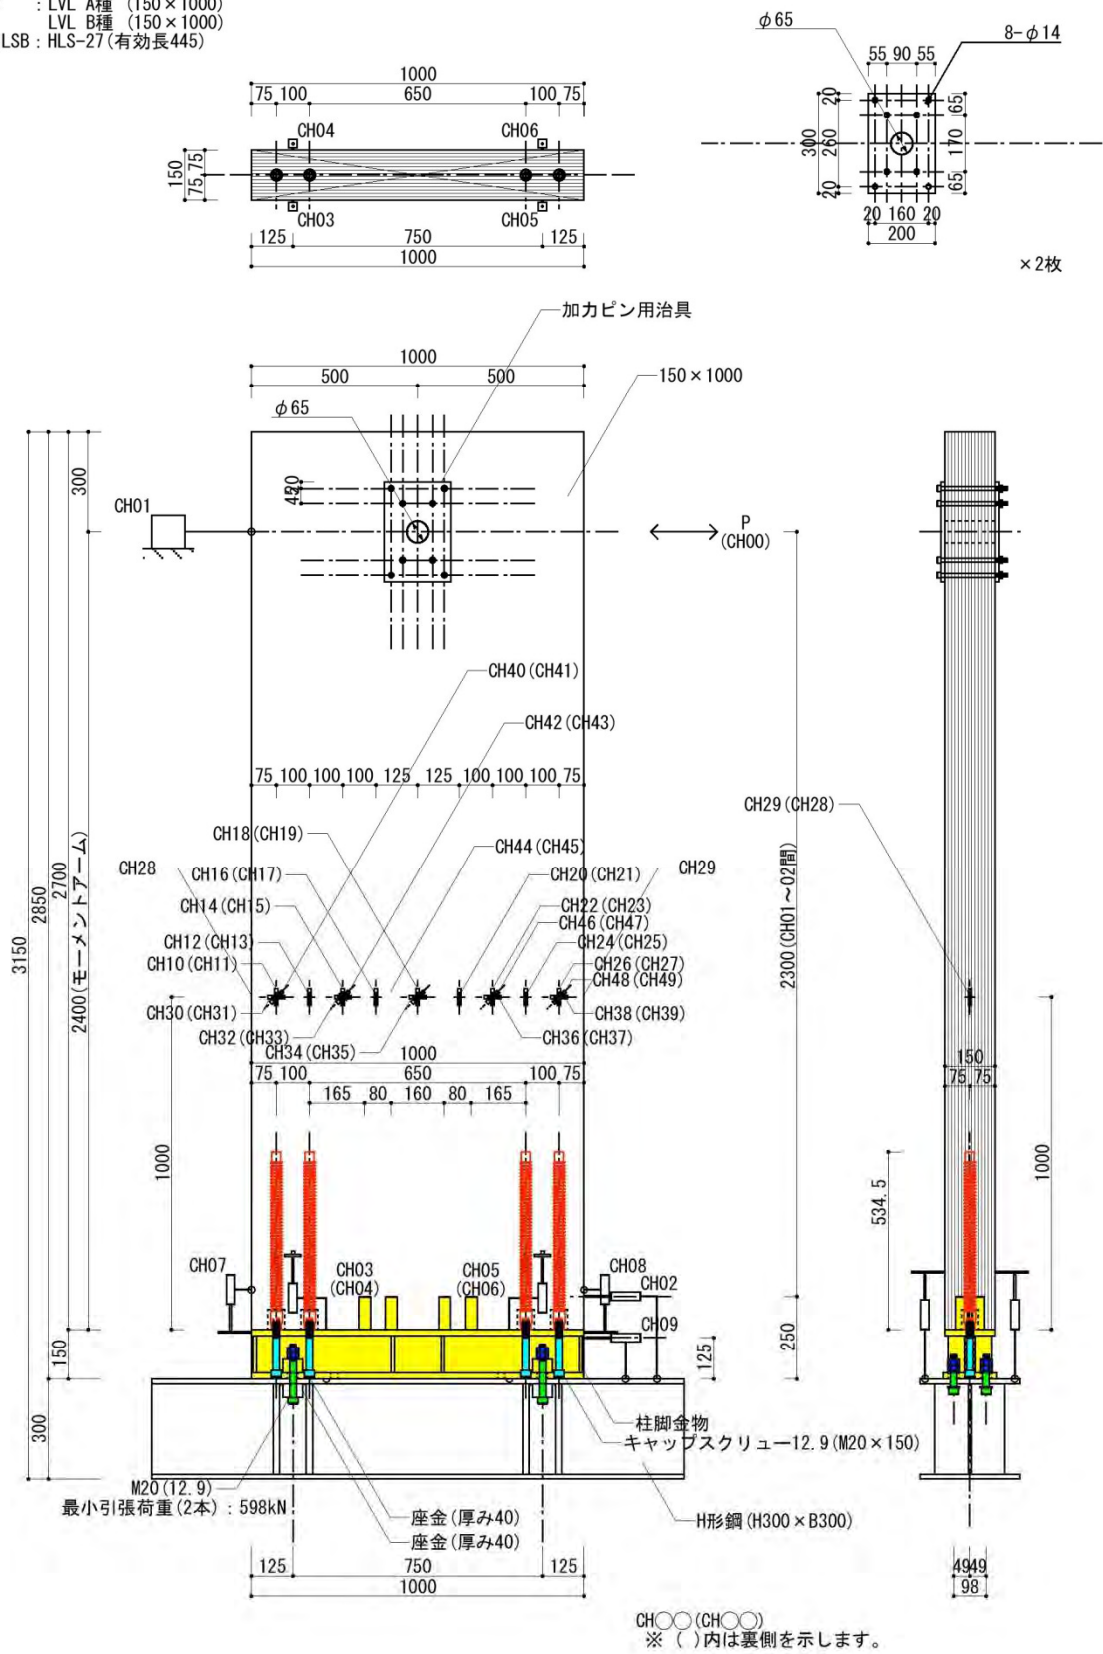 : LVL A種 (150×1000)
LVL B種 (150×1000)
LSB : HLS-27(有効長445)
1000
75 100 650 100 75
CH04 CH06
150 75 75
CH03 CH05
125 750 125
1000
φ65
8-φ14
55 90 55
300 20 260 20
65 170 65
20 160 20
200
×2枚
加力ピン用治具
1000
500 500
150×1000
φ65
300
45 20
CH01
P
(CH00)
CH40(CH41)
CH42(CH43)
75 100 100 100 125 125 100 100 100 75
CH29(CH28)
CH18(CH19)
CH44(CH45)
CH28
CH16(CH17)
CH20(CH21)
CH29
CH14(CH15)
CH22(CH23)
CH46(CH47)
CH12(CH13)
CH24(CH25)
CH10(CH11)
CH26(CH27)
CH48(CH49)
CH30(CH31)
CH38(CH39)
CH32(CH33)
CH36(CH37)
CH34(CH35)
3150
2850
2700
2400(モーメントアーム)
2300(CH01～02間)
1000
75 100 650 100 75
165 80 160 80 165
150
75 75
1000
534.5
1000
CH07
CH03
(CH04)
CH05
(CH06)
CH08
CH02
CH09
150
125
250
300
柱脚金物
キャップスクリュー12.9(M20×150)
M20(12.9)
最小引張荷重(2本) : 598kN
座金(厚み40)
座金(厚み40)
H形鋼(H300×B300)
125 750 125
1000
49 49
98
CH○○(CH○○)
※ ( )内は裏側を示します。